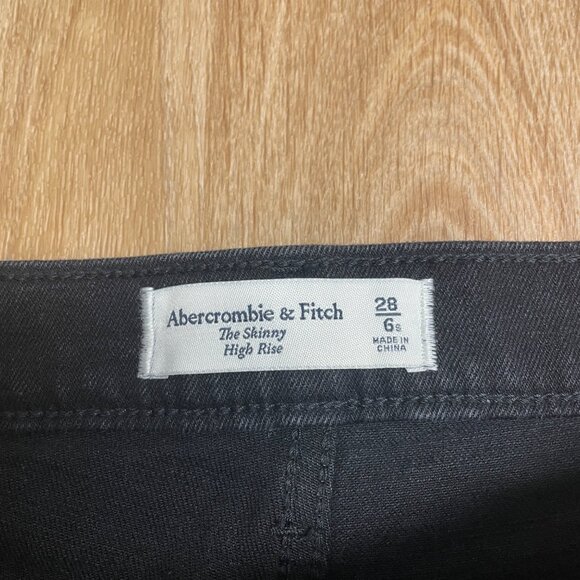 Abercrombie & Fitch
The Skinny
High Rise
28
6s
MADE IN
CHINA